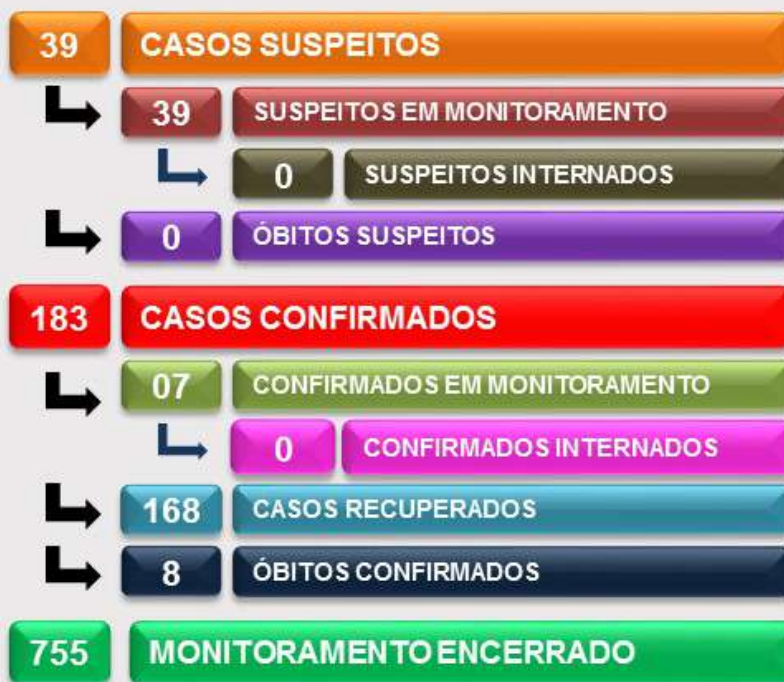 39 CASOS SUSPEITOS
39 SUSPEITOS EM MONITORAMENTO
0 SUSPEITOS INTERNADOS
0 ÓBITOS SUSPEITOS
183 CASOS CONFIRMADOS
07 CONFIRMADOS EM MONITORAMENTO
0 CONFIRMADOS INTERNADOS
168 CASOS RECUPERADOS
8 ÓBITOS CONFIRMADOS
755 MONITORAMENTO ENCERRADO